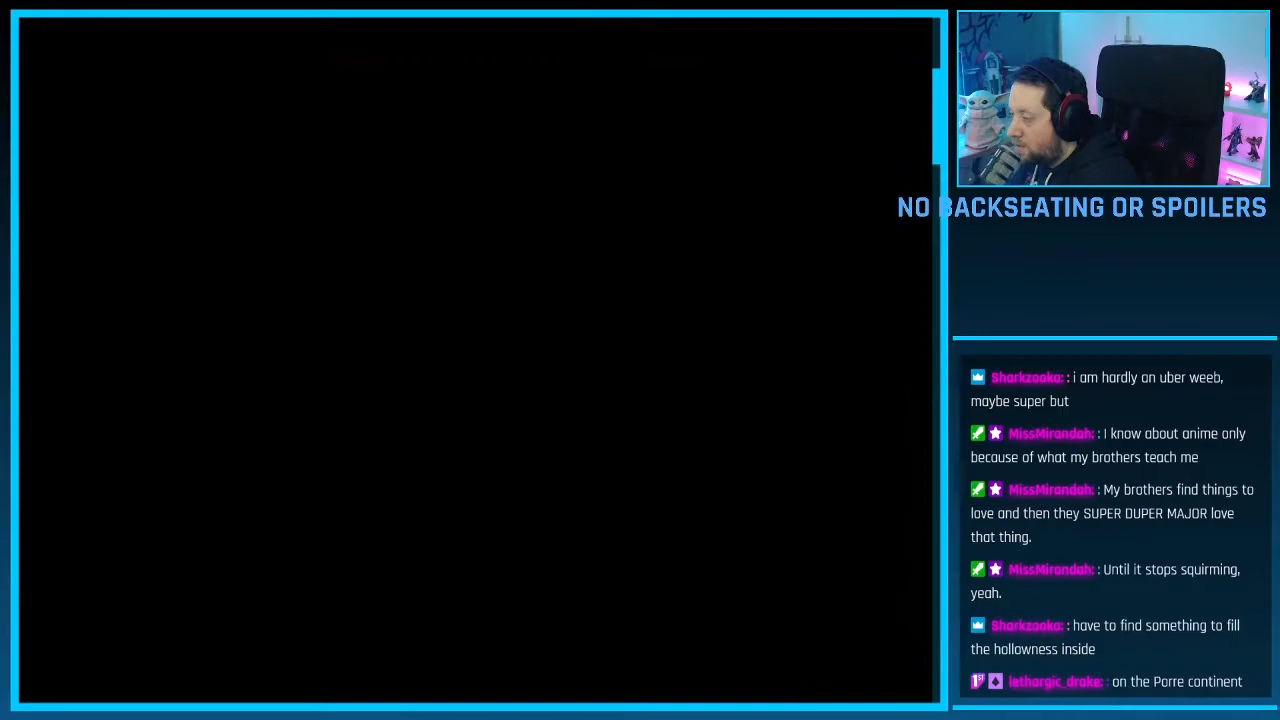 NO BACKSEATING OR SPOILERS
Sharkzooka: : i am hardly an uber weeb,
maybe super but
MissMirandah: : I know about anime only
because of what my brothers teach me
MissMirandah: : My brothers find things to
love and then they SUPER DUPER MAJOR love
that thing.
MissMirandah: : Until it stops squirming,
yeah.
Sharkzooka: : have to find something to fill
the hollowness inside
1ST lethargic_drake: : on the Porre continent